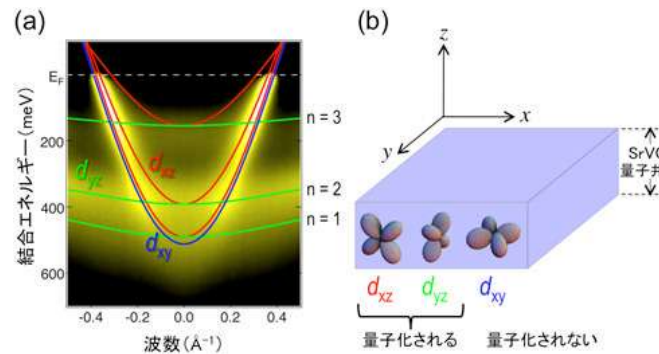 (a)
E_F
結合エネルギー(meV)
200
400
600
n = 3
n = 2
n = 1
d_yz
d_xz
d_xy
-0.4
-0.2
0.0
0.2
0.4
波数(Å⁻¹)
(b)
z
x
y
SrVO
量子井
d_xz d_yz d_xy
量子化される 量子化されない